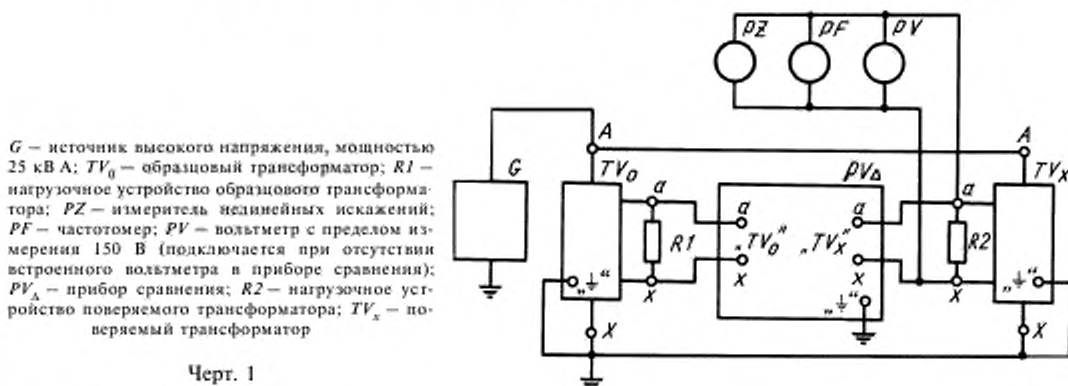 G — источник высокого напряжения, мощностью
25 кВ А; TV₀ — образцовый трансформатор; R1 —
нагрузочное устройство образцового трансформа-
тора; PZ — измеритель нелинейных искажений;
PF — частотомер; PV — вольтметр с пределом из-
мерения 150 В (подключается при отсутствии
встроенного вольтметра в приборе сравнения);
PVΔ — прибор сравнения; R2 — нагрузочное уст-
ройство поверяемого трансформатора; TVₓ — по-
веряемый трансформатор
Черт. 1
PZ PF PV
A A
G TV₀ PVΔ TVₓ
a a a a
R1 „TV₀" „TVₓ" R2
x x x x
„⏚" „⏚" „⏚"
X X